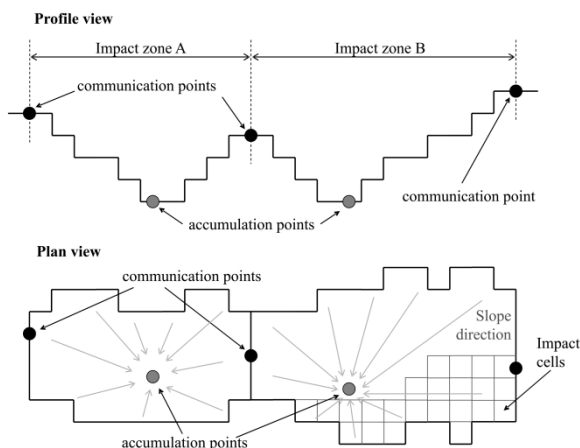 Profile view
Impact zone A
Impact zone B
communication points
communication
point
accumulation points
Plan view
communication points
Slope
direction
Impact
cells
accumulation points